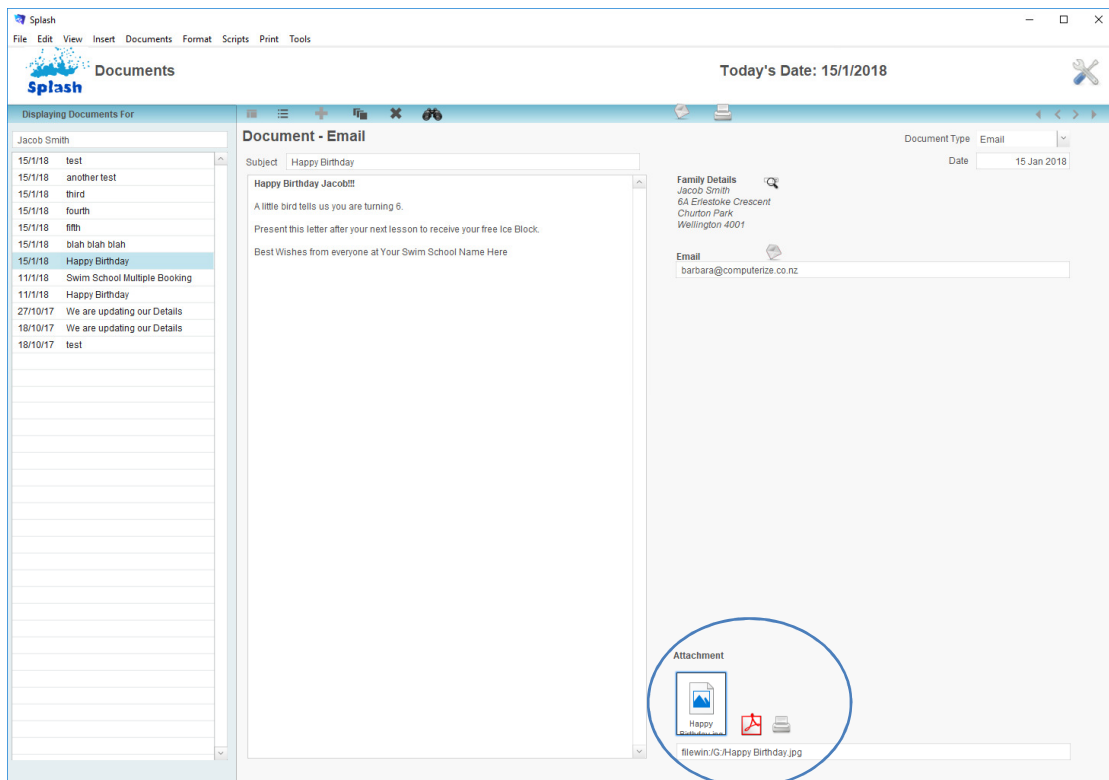 Splash
File Edit View Insert Documents Format Scripts Print Tools
Splash
Documents
Today's Date: 15/1/2018
Displaying Documents For
Jacob Smith
15/1/18 test
15/1/18 another test
15/1/18 third
15/1/18 fourth
15/1/18 fifth
15/1/18 blah blah blah
15/1/18 Happy Birthday
11/1/18 Swim School Multiple Booking
11/1/18 Happy Birthday
27/10/17 We are updating our Details
18/10/17 We are updating our Details
18/10/17 test
Document - Email
Subject Happy Birthday
Happy Birthday Jacob!!!
A little bird tells us you are turning 6.
Present this letter after your next lesson to receive your free Ice Block.
Best Wishes from everyone at Your Swim School Name Here
Document Type Email
Date 15 Jan 2018
Family Details
Jacob Smith
6A Erlestoke Crescent
Churton Park
Wellington 4001
Email
barbara@computerize.co.nz
Attachment
Happy
Birthday.jpg
filewin:/G:/Happy Birthday.jpg